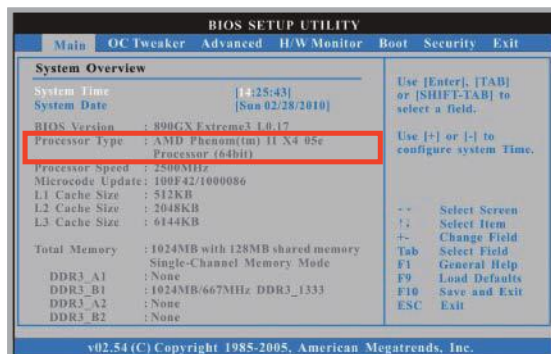 BIOS SETUP UTILITY
Main OC Tweaker Advanced H/W Monitor Boot Security Exit
System Overview
System Time [14:25:43]
System Date [Sun 02/28/2010]
BIOS Version : 890GX Extreme3 L0.17
Processor Type : AMD Phenom(tm) II X4 05e
Processor (64bit)
Processor Speed : 2500MHz
Microcode Update : 100F42/1000086
L1 Cache Size : 512KB
L2 Cache Size : 2048KB
L3 Cache Size : 6144KB
Total Memory : 1024MB with 128MB shared memory
Single-Channel Memory Mode
DDR3_A1 : None
DDR3_B1 : 1024MB/667MHz DDR3_1333
DDR3_A2 : None
DDR3_B2 : None
Use [Enter], [TAB]
or [SHIFT-TAB] to
select a field.
Use [+] or [-] to
configure system Time.
Select Screen
↑↓ Select Item
+- Change Field
Tab Select Field
F1 General Help
F9 Load Defaults
F10 Save and Exit
ESC Exit
v02.54 (C) Copyright 1985-2005, American Megatrends, Inc.